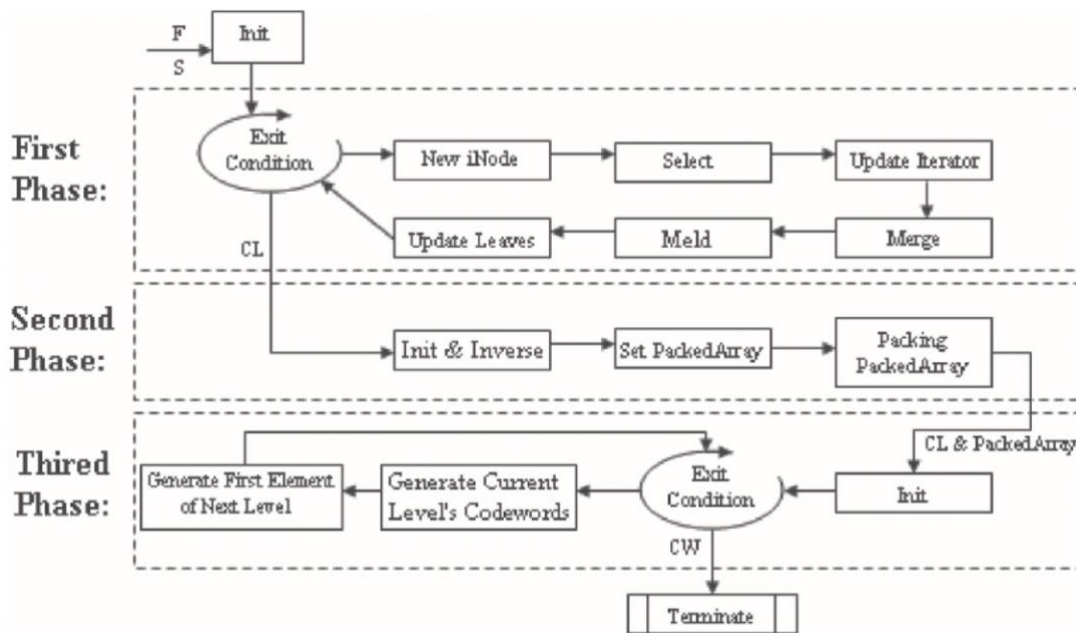 F
S
Init
First
Phase:
Exit
Condition
New iNode
Select
Update Iterator
Update Leaves
Meld
Merge
CL
Second
Phase:
Init & Inverse
Set PackedArray
Packing
PackedArray
CL & PackedArray
Thired
Phase:
Generate First Element
of Next Level
Generate Current
Level's Codewords
Exit
Condition
Init
CW
Terminate